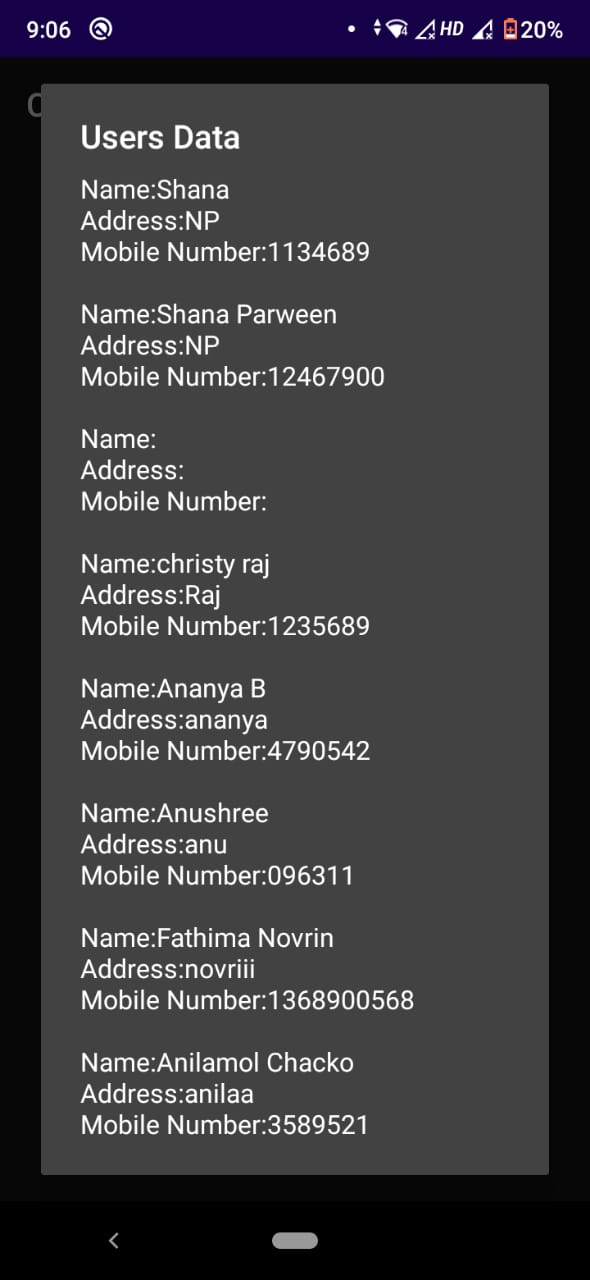 9:06
4 HD 20%
Users Data
Name:Shana
Address:NP
Mobile Number:1134689
Name:Shana Parween
Address:NP
Mobile Number:12467900
Name:
Address:
Mobile Number:
Name:christy raj
Address:Raj
Mobile Number:1235689
Name:Ananya B
Address:ananya
Mobile Number:4790542
Name:Anushree
Address:anu
Mobile Number:096311
Name:Fathima Novrin
Address:novriii
Mobile Number:1368900568
Name:Anilamol Chacko
Address:anilaa
Mobile Number:3589521